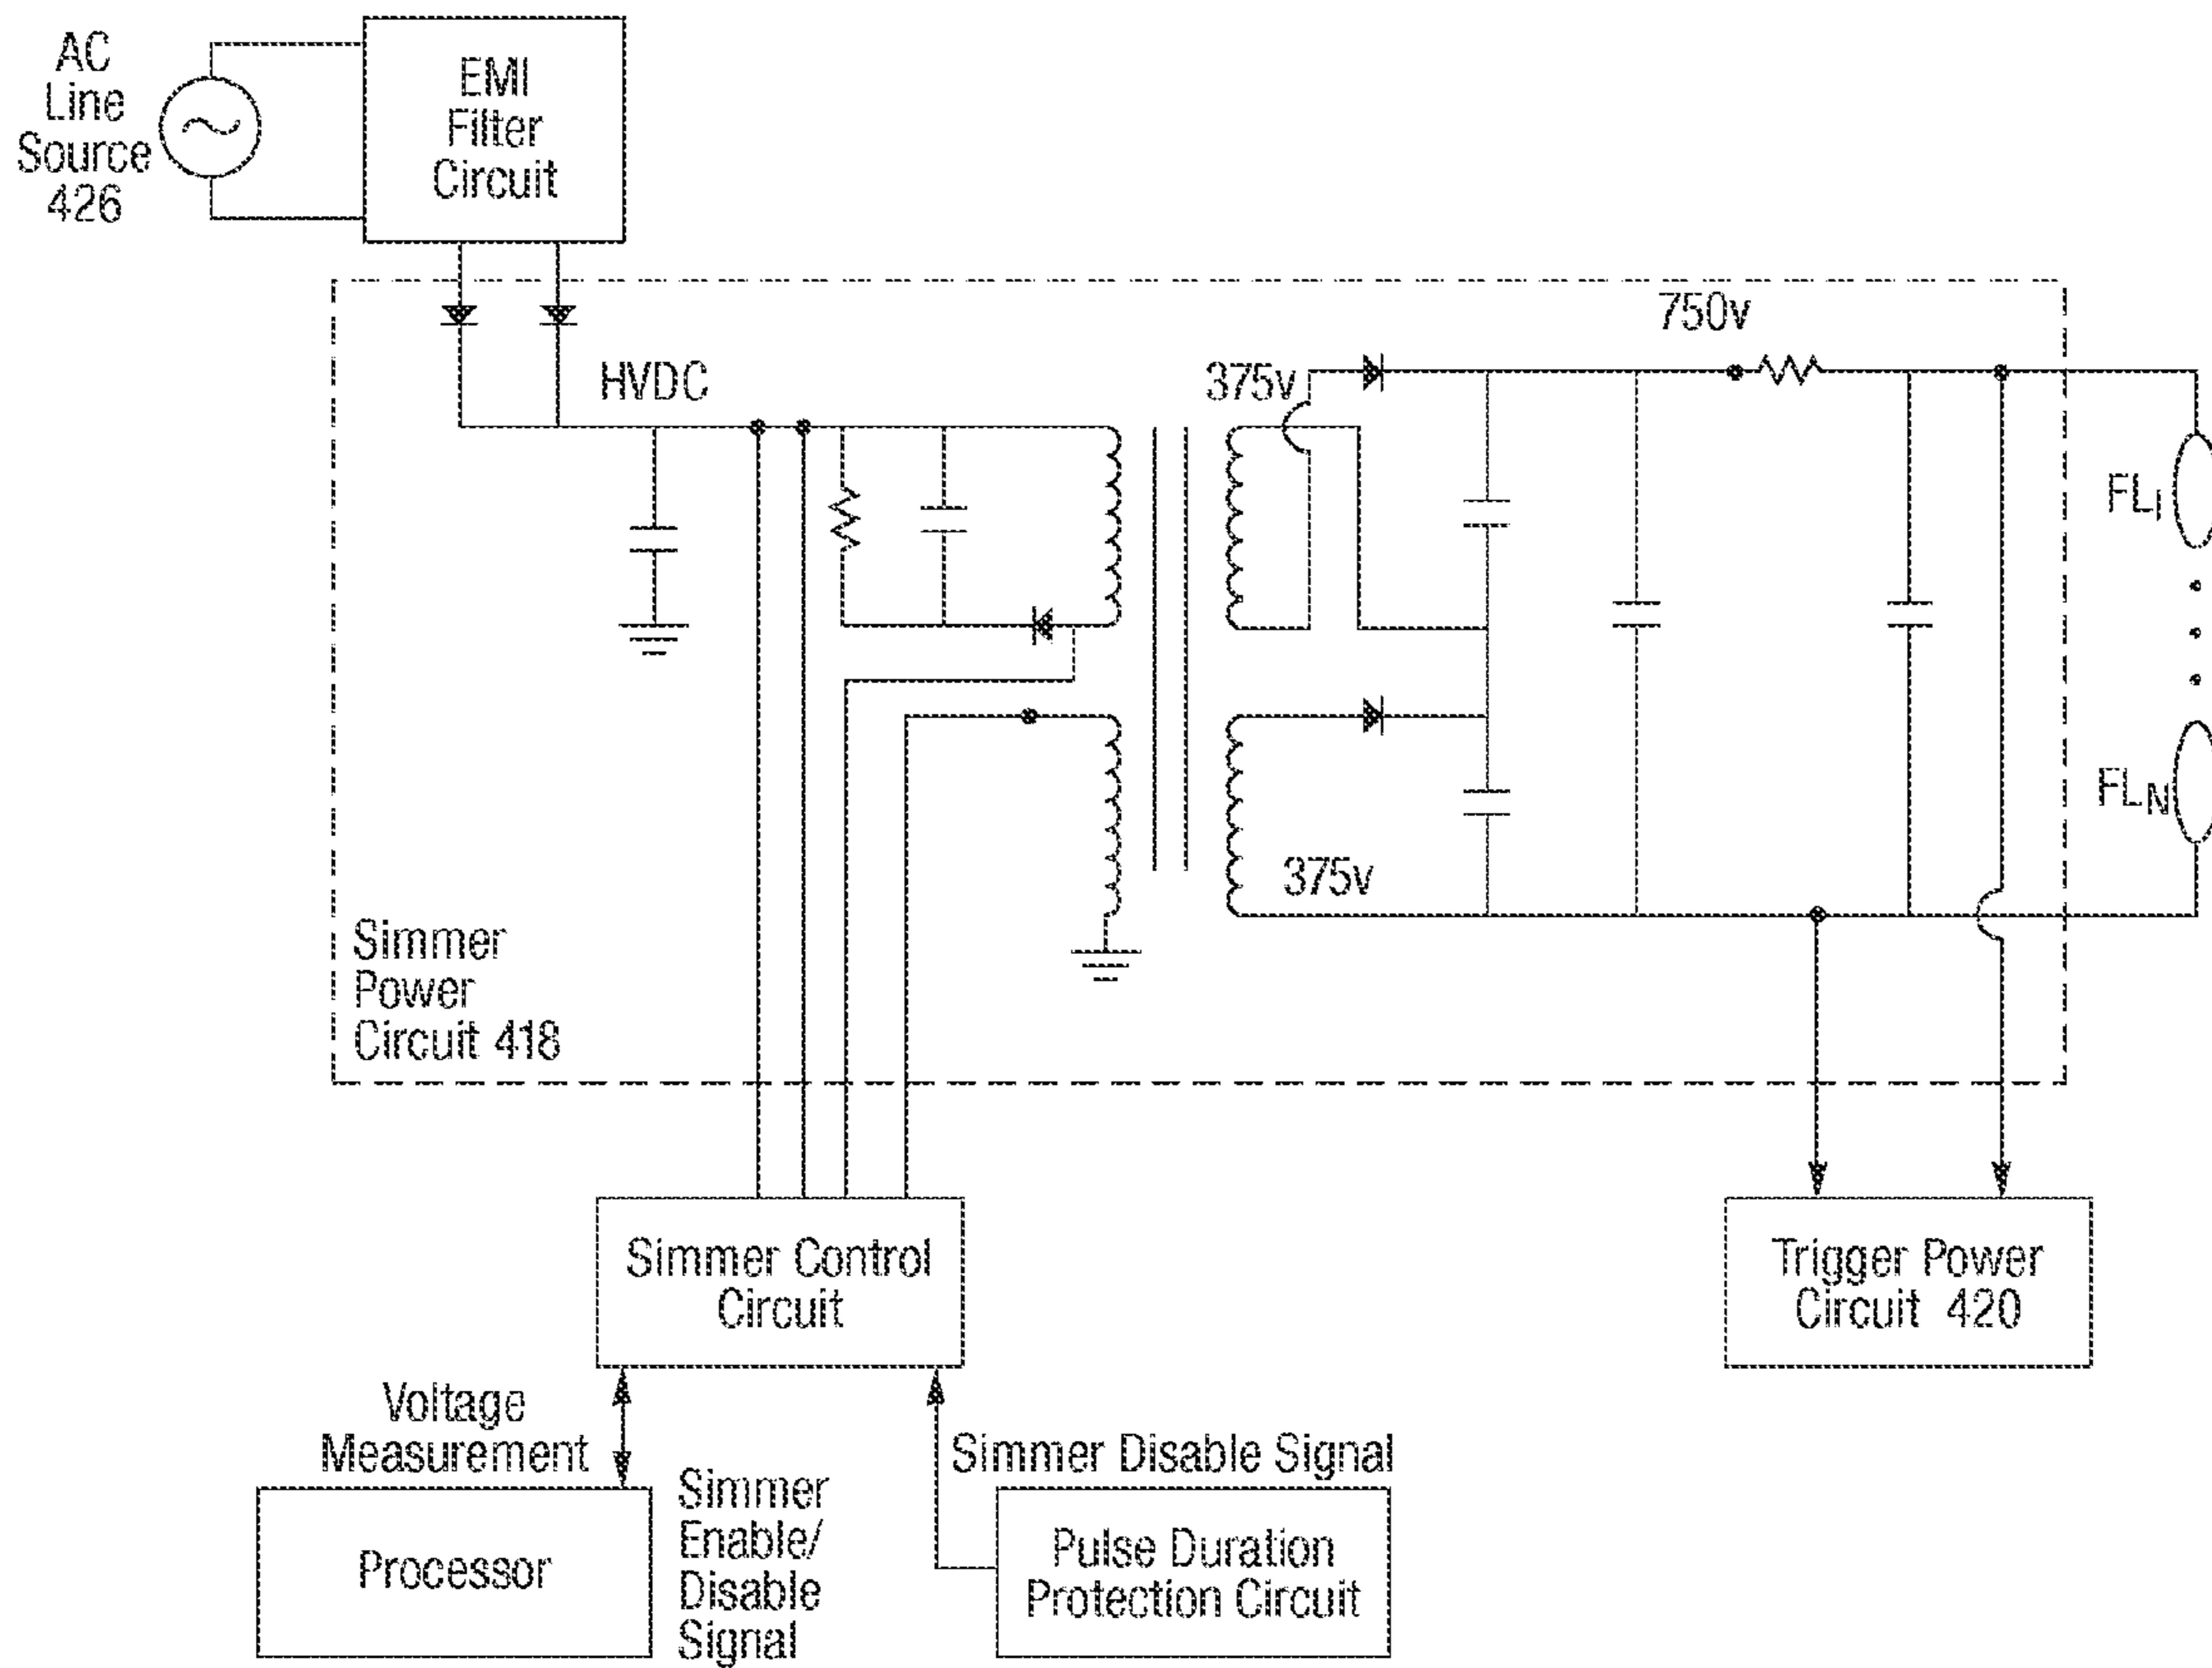 AC
Line
Source
426
EMI
Filter
Circuit
HVDC
375v
750v
FL1
FLN
375v
Simmer
Power
Circuit 418
Simmer Control
Circuit
Trigger Power
Circuit 420
Voltage
Measurement
Simmer
Enable/
Disable
Signal
Simmer Disable Signal
Processor
Pulse Duration
Protection Circuit